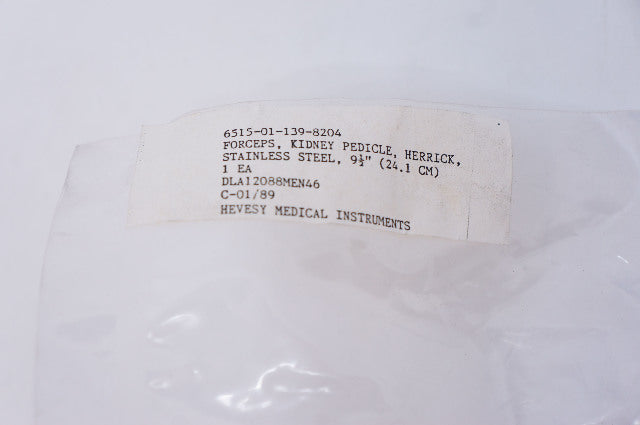 6515-01-139-8204
FORCEPS, KIDNEY PEDICLE, HERRICK,
STAINLESS STEEL, 9½" (24.1 CM)
1 EA
DLA12088MEN46
C-01/89
HEVESY MEDICAL INSTRUMENTS